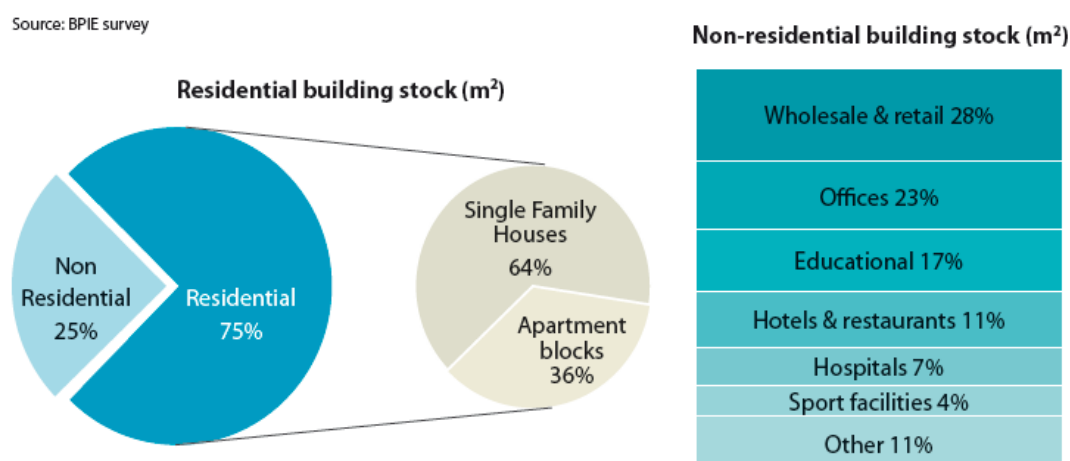 Source: BPIE survey
Residential building stock (m²)
Non
Residential
25%
Residential
75%
Single Family
Houses
64%
Apartment
blocks
36%
Non-residential building stock (m²)
Wholesale & retail 28%
Offices 23%
Educational 17%
Hotels & restaurants 11%
Hospitals 7%
Sport facilities 4%
Other 11%